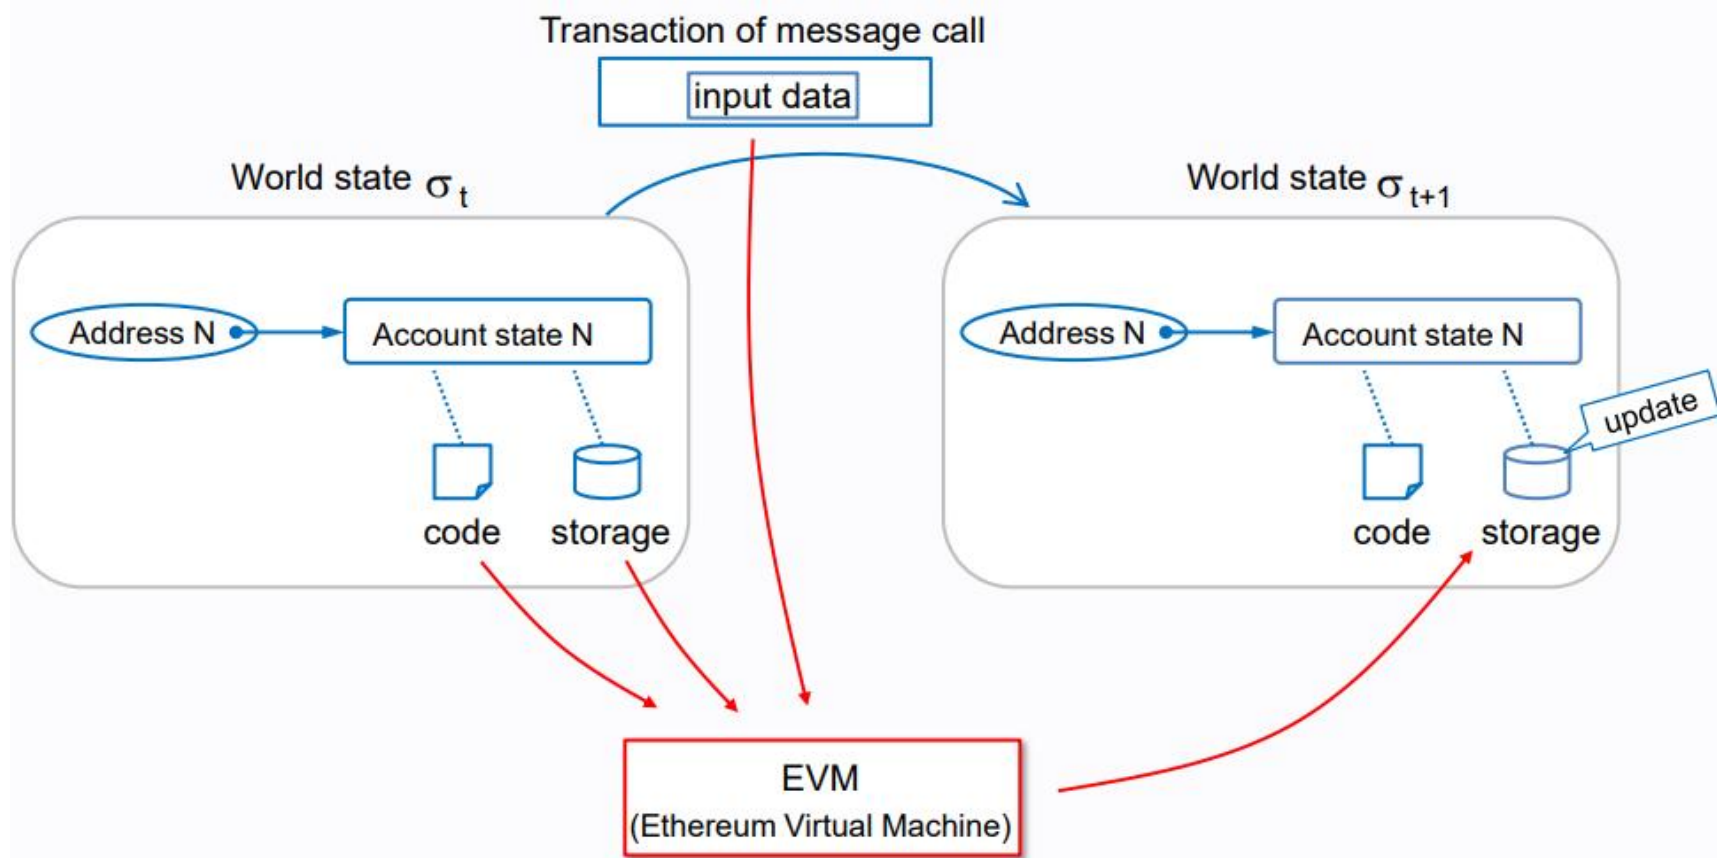 Transaction of message call
input data
World state σ t
World state σ t+1
Address N
Account state N
Address N
Account state N
update
code
storage
code
storage
EVM
(Ethereum Virtual Machine)